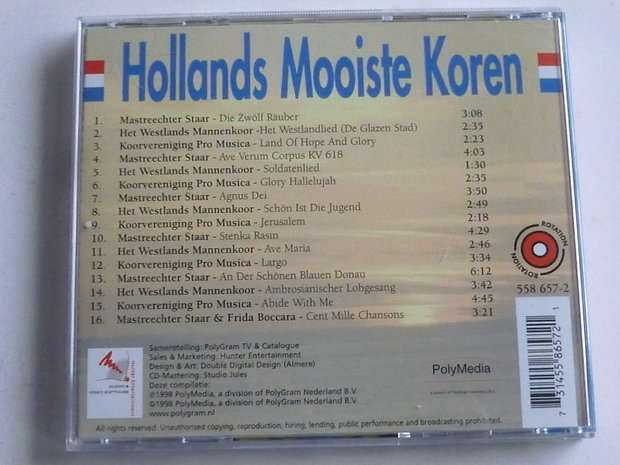 Hollands Mooiste Koren
1. Mastreechter Staar - Die Zwölf Räuber 3:08
2. Het Westlands Mannenkoor -Het Westlandlied (De Glazen Stad) 2:35
3. Koorvereniging Pro Musica - Land Of Hope And Glory 2:23
4. Mastreechter Staar - Ave Verum Corpus KV 618 4:03
5. Het Westlands Mannenkoor - Soldatenlied 1:30
6. Koorvereniging Pro Musica - Glory Hallelujah 2:35
7. Mastreechter Staar - Agnus Dei 3:50
8. Het Westlands Mannenkoor - Schön Ist Die Jugend 2:49
9. Koorvereniging Pro Musica - Jerusalem 2:18
10. Mastreechter Staar - Stenka Rasin 4:29
11. Het Westlands Mannenkoor - Ave Maria 2:46
12. Koorvereniging Pro Musica - Largo 3:34
13. Mastreechter Staar - An Der Schönen Blauen Donau 6:12
14. Het Westlands Mannenkoor - Ambrosianischer Lobgesang 3:42
15. Koorvereniging Pro Musica - Abide With Me 4:45
16. Mastreechter Staar & Frida Boccara - Cent Mille Chansons 3:21
ROTATION
ROTATION
558 657-2
7 31455 86572 1
Hunter Entertainment
AUDIO &
VIDEO SOFTWARE
Samenstelling: PolyGram TV & Catalogue
Sales & Marketing: Hunter Entertainment
Design & Art: Double Digital Design (Almere)
CD-Mastering: Studio Jules
Deze compilatie:
℗1998 PolyMedia, a division of PolyGram Nederland B.V.
©1998 PolyMedia, a division of PolyGram Nederland B.V.
www.polygram.nl
PolyMedia
a division of PolyGram Nederland B.V.
All rights reserved. Unauthorised copying, reproduction, hiring, lending, public performance and broadcasting prohibited.